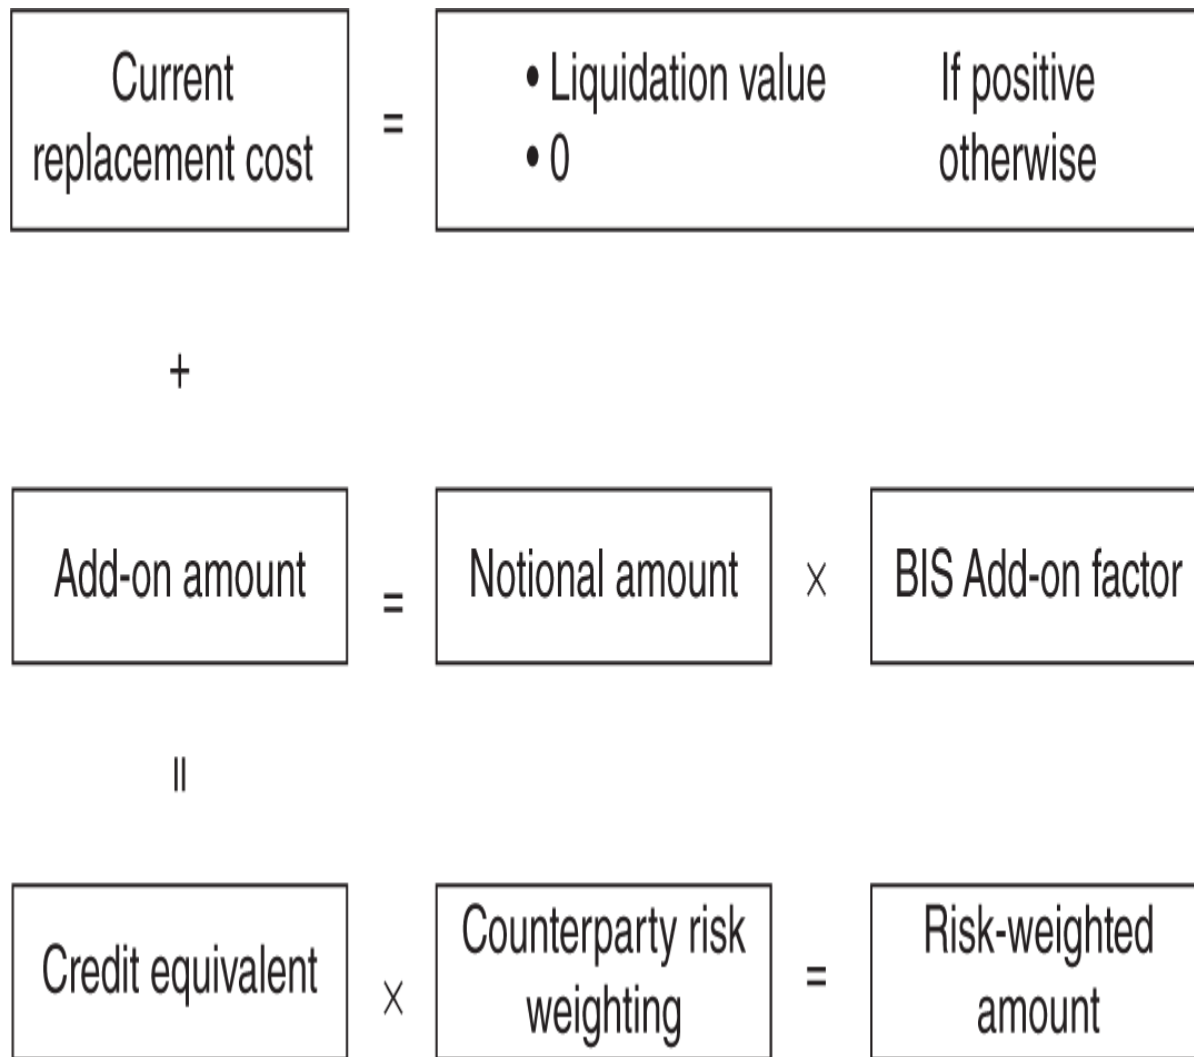 Current
replacement cost
=
• Liquidation value If positive
• 0 otherwise
+
Add-on amount = Notional amount × BIS Add-on factor
=
Credit equivalent × Counterparty risk weighting = Risk-weighted amount